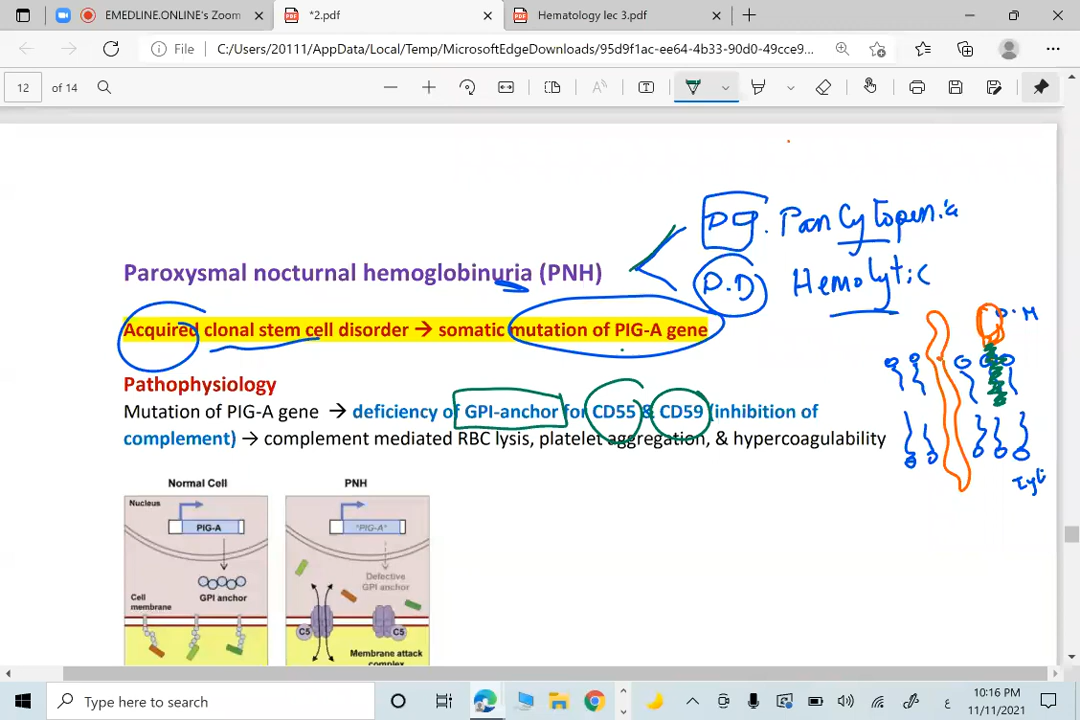 EMEDLINE.ONLINE's Zoom
*2.pdf
Hematology lec 3.pdf
File
C:/Users/20111/AppData/Local/Temp/MicrosoftEdgeDownloads/95d9f1ac-ee64-4b33-90d0-49cce9...
12 of 14
Pancytopenia
Paroxysmal nocturnal hemoglobinuria (PNH)
D.D Hemolytic
Acquired clonal stem cell disorder → somatic mutation of PIG-A gene
Pathophysiology
Mutation of PIG-A gene → deficiency of GPI-anchor for CD55 & CD59 (inhibition of
complement) → complement mediated RBC lysis, platelet aggregation, & hypercoagulability
Normal Cell
PNH
Nucleus
PIG-A
"PIG-A"
GPI anchor
Defective
GPI anchor
Cell
membrane
C5
C5
Membrane attack
complex
Type here to search
ع
10:16 PM
11/11/2021